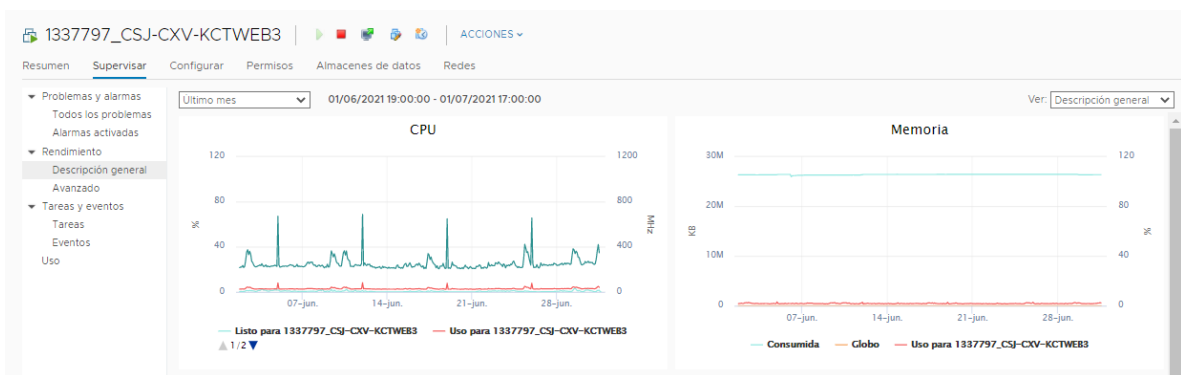 1337797_CSJ-CXV-KCTWEB3 ACCIONES
Resumen Supervisar Configurar Permisos Almacenes de datos Redes
Problemas y alarmas
Todos los problemas
Alarmas activadas
Rendimiento
Descripción general
Avanzado
Tareas y eventos
Tareas
Eventos
Uso
Último mes 01/06/2021 19:00:00 - 01/07/2021 17:00:00 Ver: Descripción general
CPU
120 1200
80 800
% MHz
40 400
0 0
07-jun. 14-jun. 21-jun. 28-jun.
Listo para 1337797_CSJ-CXV-KCTWEB3 Uso para 1337797_CSJ-CXV-KCTWEB3
1/2
Memoria
30M 120
20M 80
KB %
10M 40
0 0
07-jun. 14-jun. 21-jun. 28-jun.
Consumida Globo Uso para 1337797_CSJ-CXV-KCTWEB3